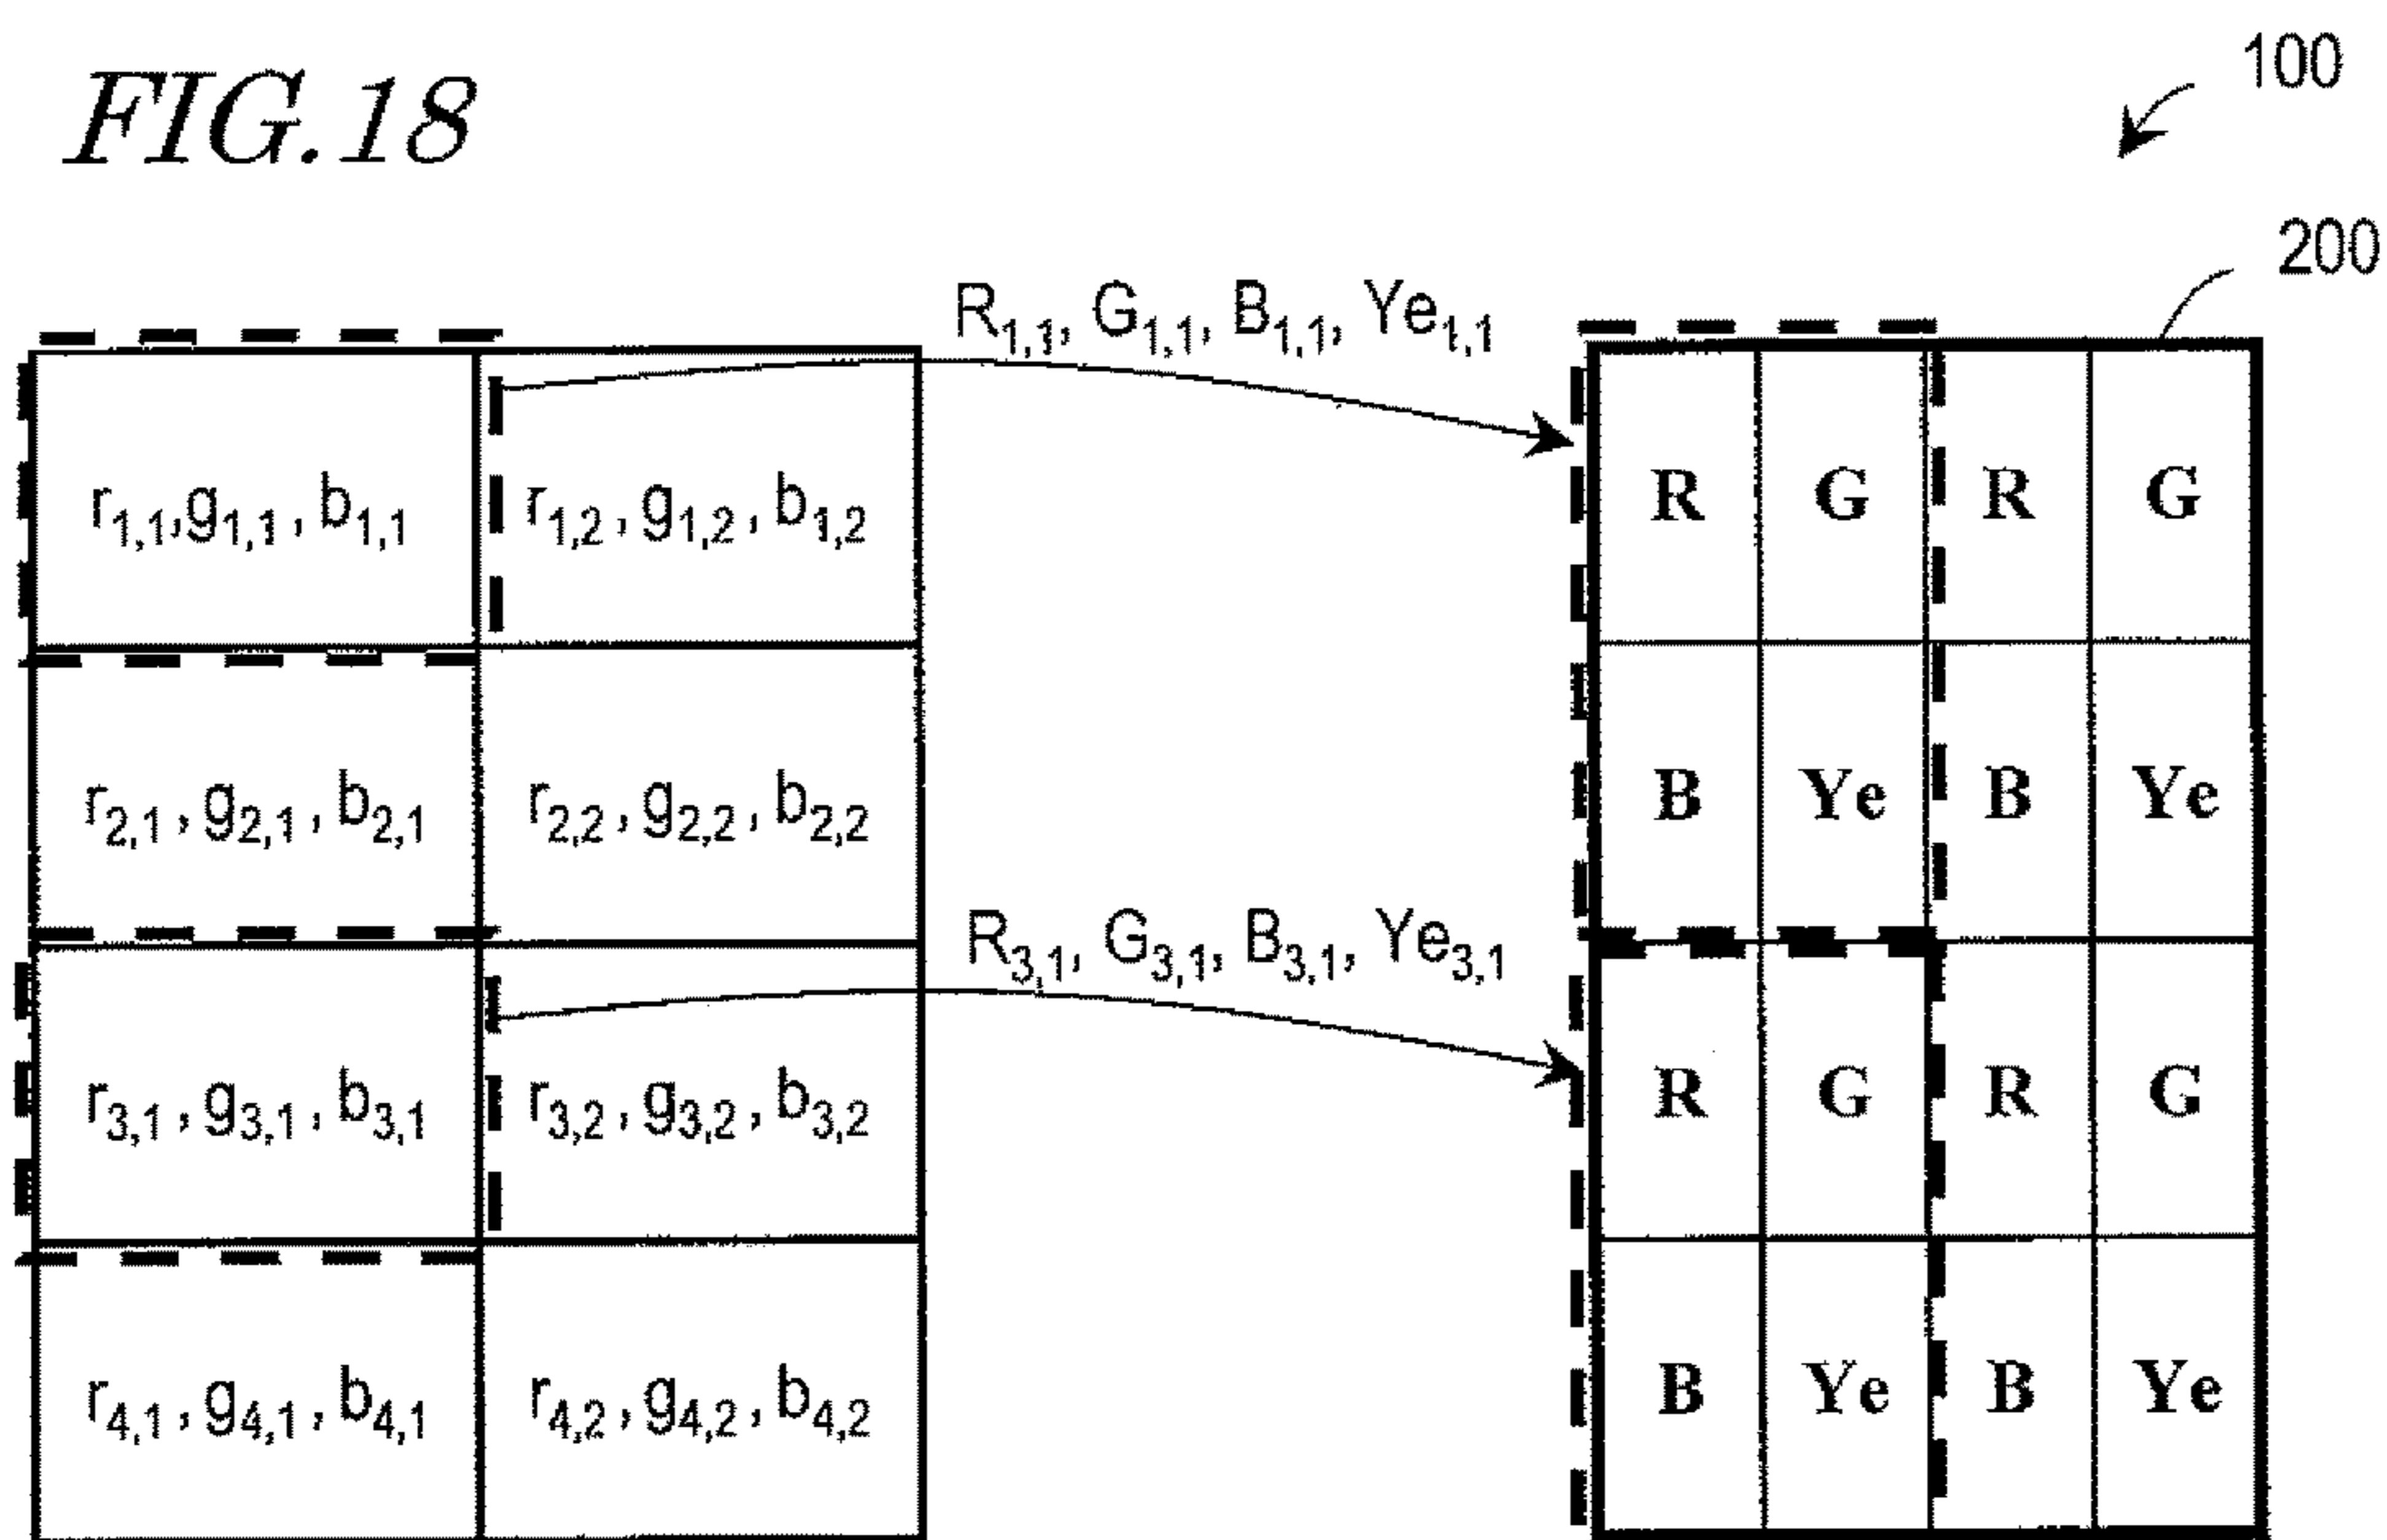 FIG.18
100
200
R1,1, G1,1, B1,1, Ye1,1
r1,1,g1,1, b1,1 r1,2, g1,2, b1,2 R G R G
r2,1, g2,1, b2,1 r2,2, g2,2, b2,2 B Ye B Ye
R3,1, G3,1, B3,1, Ye3,1
r3,1, g3,1, b3,1 r3,2, g3,2, b3,2 R G R G
r4,1, g4,1, b4,1 r4,2, g4,2, b4,2 B Ye B Ye